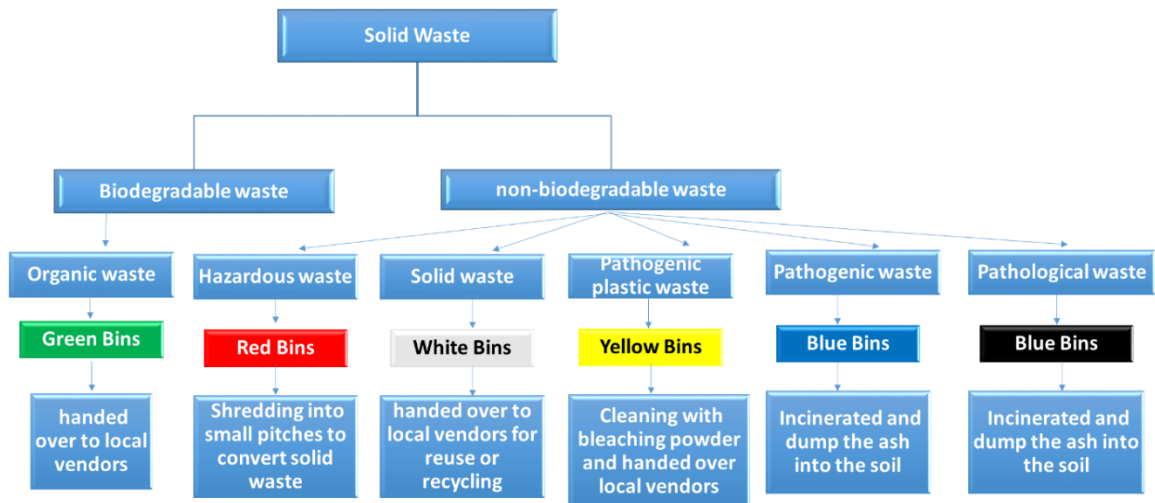 Solid Waste
Biodegradable waste
non-biodegradable waste
Organic waste
Hazardous waste
Solid waste
Pathogenic
plastic waste
Pathogenic waste
Pathological waste
Green Bins
Red Bins
White Bins
Yellow Bins
Blue Bins
Blue Bins
handed
over to local
vendors
Shredding into
small pitches to
convert solid
waste
handed over to
local vendors for
reuse or
recycling
Cleaning with
bleaching powder
and handed over
local vendors
Incinerated and
dump the ash
into the soil
Incinerated and
dump the ash into
the soil